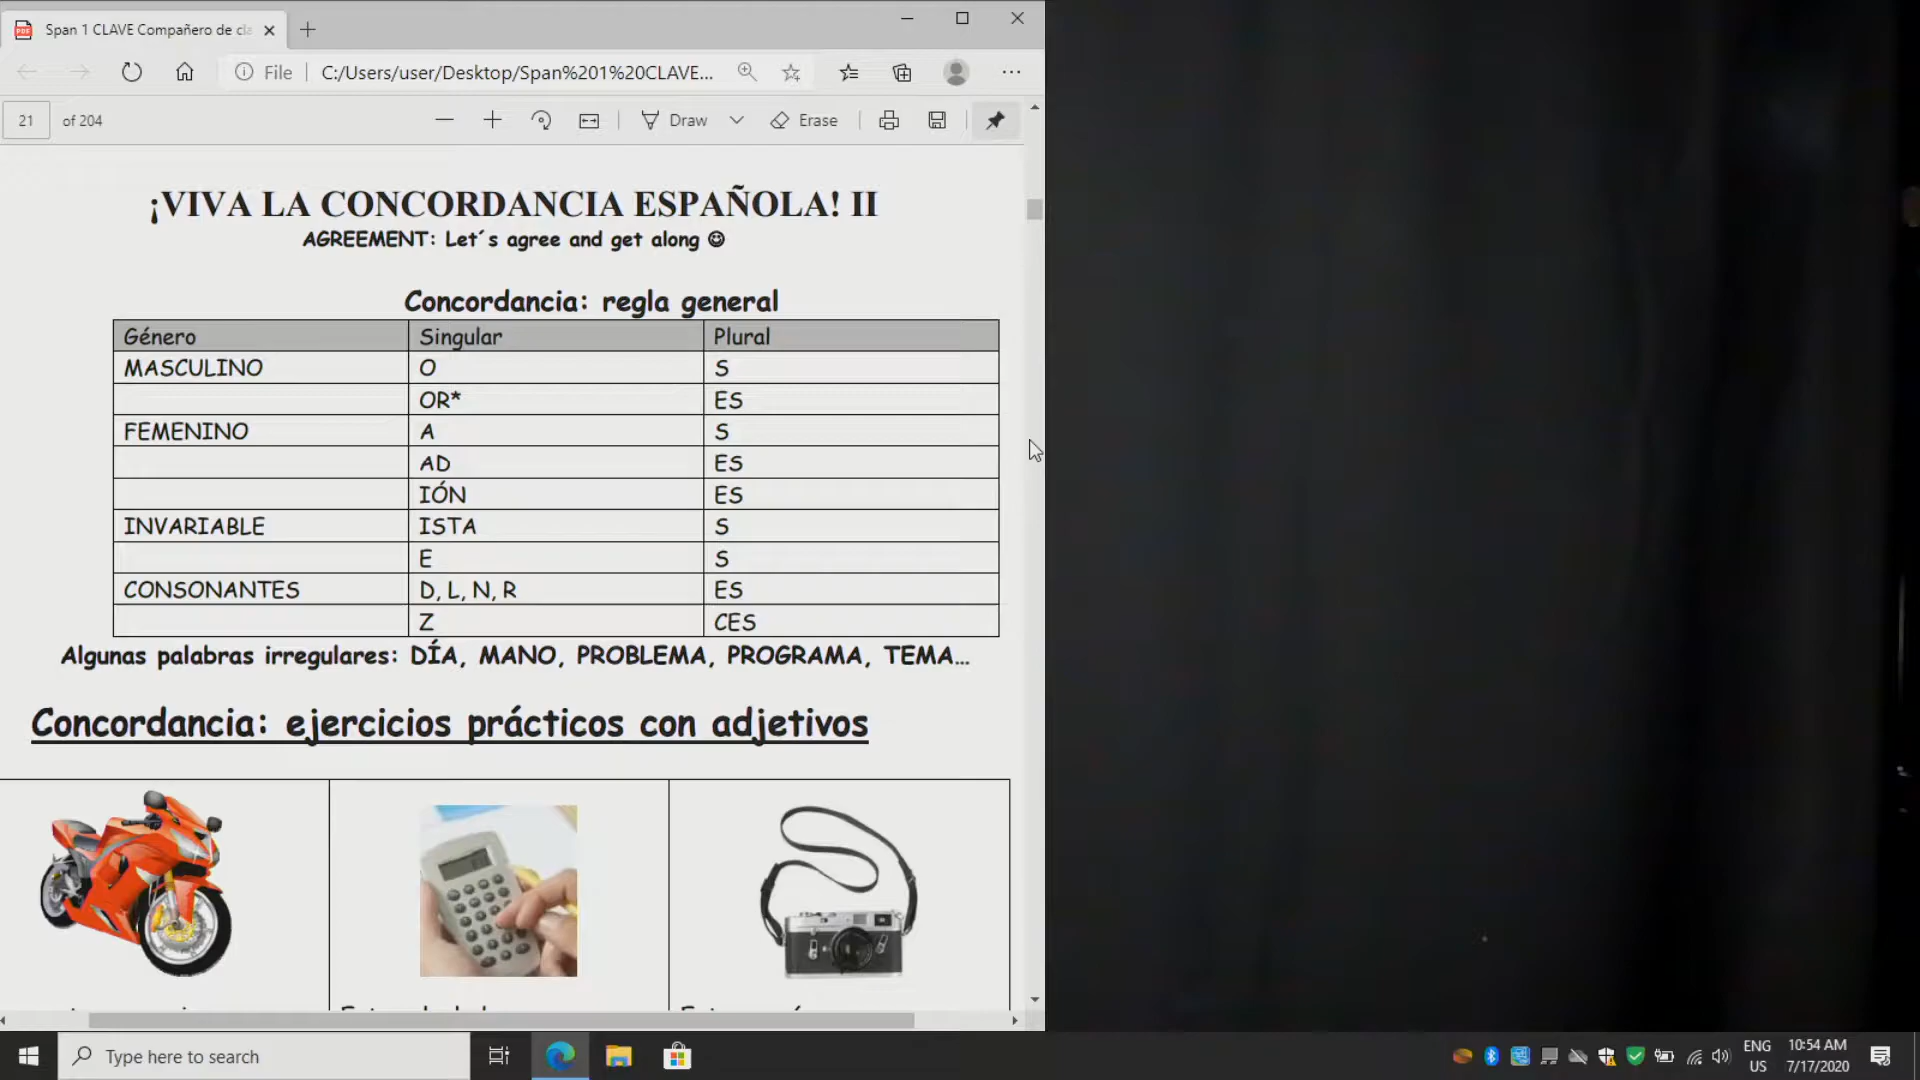 Span 1 CLAVE Compañero de cla
File
C:/Users/user/Desktop/Span%201%20CLAVE...
21 of 204
Draw
Erase
¡VIVA LA CONCORDANCIA ESPAÑOLA! II
AGREEMENT: Let´s agree and get along ☺
Concordancia: regla general
Género Singular Plural
MASCULINO O S
OR* ES
FEMENINO A S
AD ES
IÓN ES
INVARIABLE ISTA S
E S
CONSONANTES D, L, N, R ES
Z CES
Algunas palabras irregulares: DÍA, MANO, PROBLEMA, PROGRAMA, TEMA...
Concordancia: ejercicios prácticos con adjetivos
Type here to search
ENG
US
10:54 AM
7/17/2020